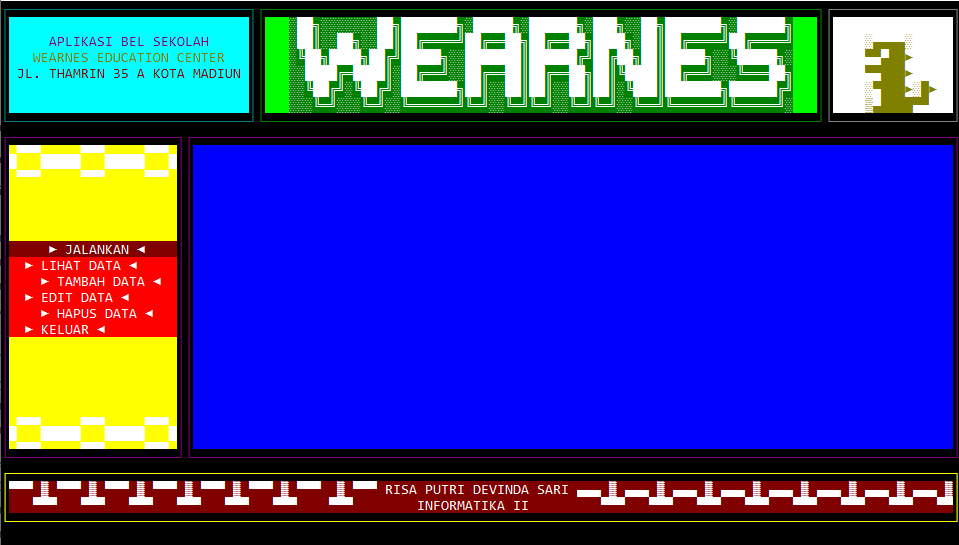 APLIKASI BEL SEKOLAH
WEARNES EDUCATION CENTER
JL. THAMRIN 35 A KOTA MADIUN
WEARNES
► JALANKAN ◄
► LIHAT DATA ◄
► TAMBAH DATA ◄
► EDIT DATA ◄
► HAPUS DATA ◄
► KELUAR ◄
RISA PUTRI DEVINDA SARI
INFORMATIKA II